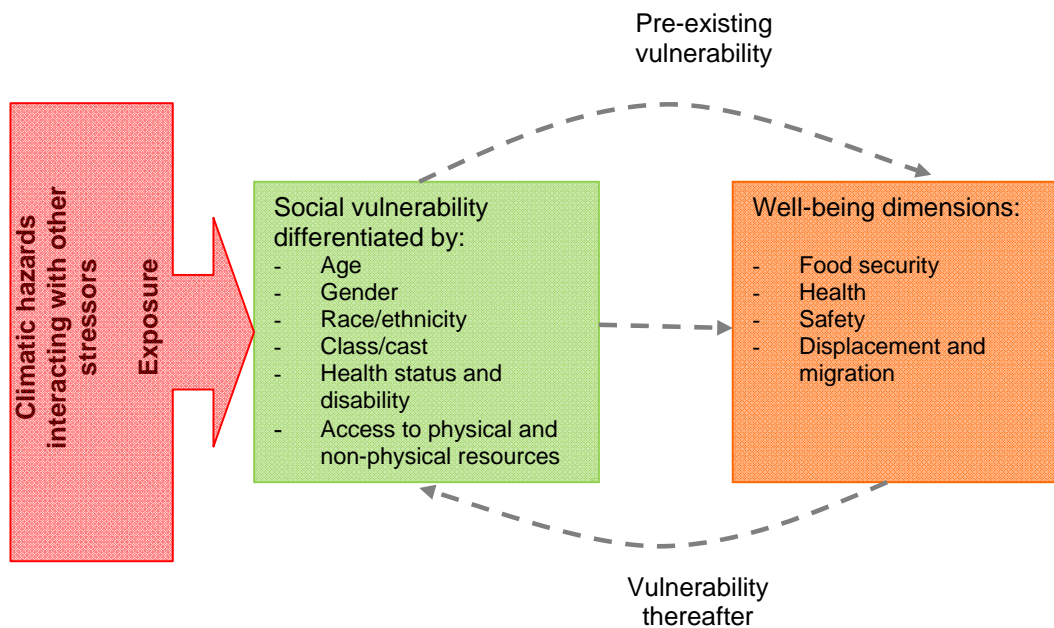 Pre-existing
vulnerability
Climatic hazards
interacting with other
stressors
Exposure
Social vulnerability
differentiated by:
- Age
- Gender
- Race/ethnicity
- Class/cast
- Health status and
disability
- Access to physical and
non-physical resources
Well-being dimensions:
- Food security
- Health
- Safety
- Displacement and
migration
Vulnerability
thereafter